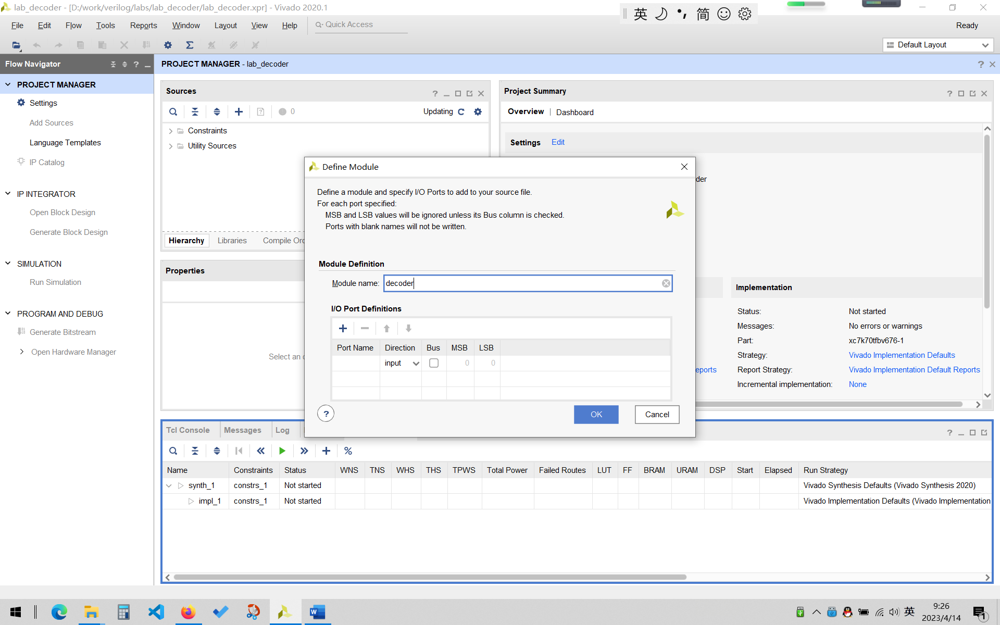 lab_decoder - [D:/work/verilog/labs/lab_decoder/lab_decoder.xpr] - Vivado 2020.1
英 简
File Edit Flow Tools Reports Window Layout View Help Quick Access Ready
Default Layout
Flow Navigator
PROJECT MANAGER - lab_decoder
PROJECT MANAGER
Settings
Add Sources
Language Templates
IP Catalog
IP INTEGRATOR
Open Block Design
Generate Block Design
SIMULATION
Run Simulation
PROGRAM AND DEBUG
Generate Bitstream
Open Hardware Manager
Sources
0 Updating
Constraints
Utility Sources
Hierarchy Libraries Compile Orc
Properties
Select an o
Project Summary
Overview | Dashboard
Settings Edit
der
eports
Implementation
Status: Not started
Messages: No errors or warnings
Part: xc7k70tfbv676-1
Strategy: Vivado Implementation Defaults
Report Strategy: Vivado Implementation Default Reports
Incremental implementation: None
Define Module
Define a module and specify I/O Ports to add to your source file.
For each port specified:
MSB and LSB values will be ignored unless its Bus column is checked.
Ports with blank names will not be written.
Module Definition
Module name: decoder
I/O Port Definitions
Port Name Direction Bus MSB LSB
input 0 0
OK Cancel
Tcl Console Messages Log
Name Constraints Status WNS TNS WHS THS TPWS Total Power Failed Routes LUT FF BRAM URAM DSP Start Elapsed Run Strategy
synth_1 constrs_1 Not started Vivado Synthesis Defaults (Vivado Synthesis 2020)
impl_1 constrs_1 Not started Vivado Implementation Defaults (Vivado Implementation
英
9:26
2023/4/14
1